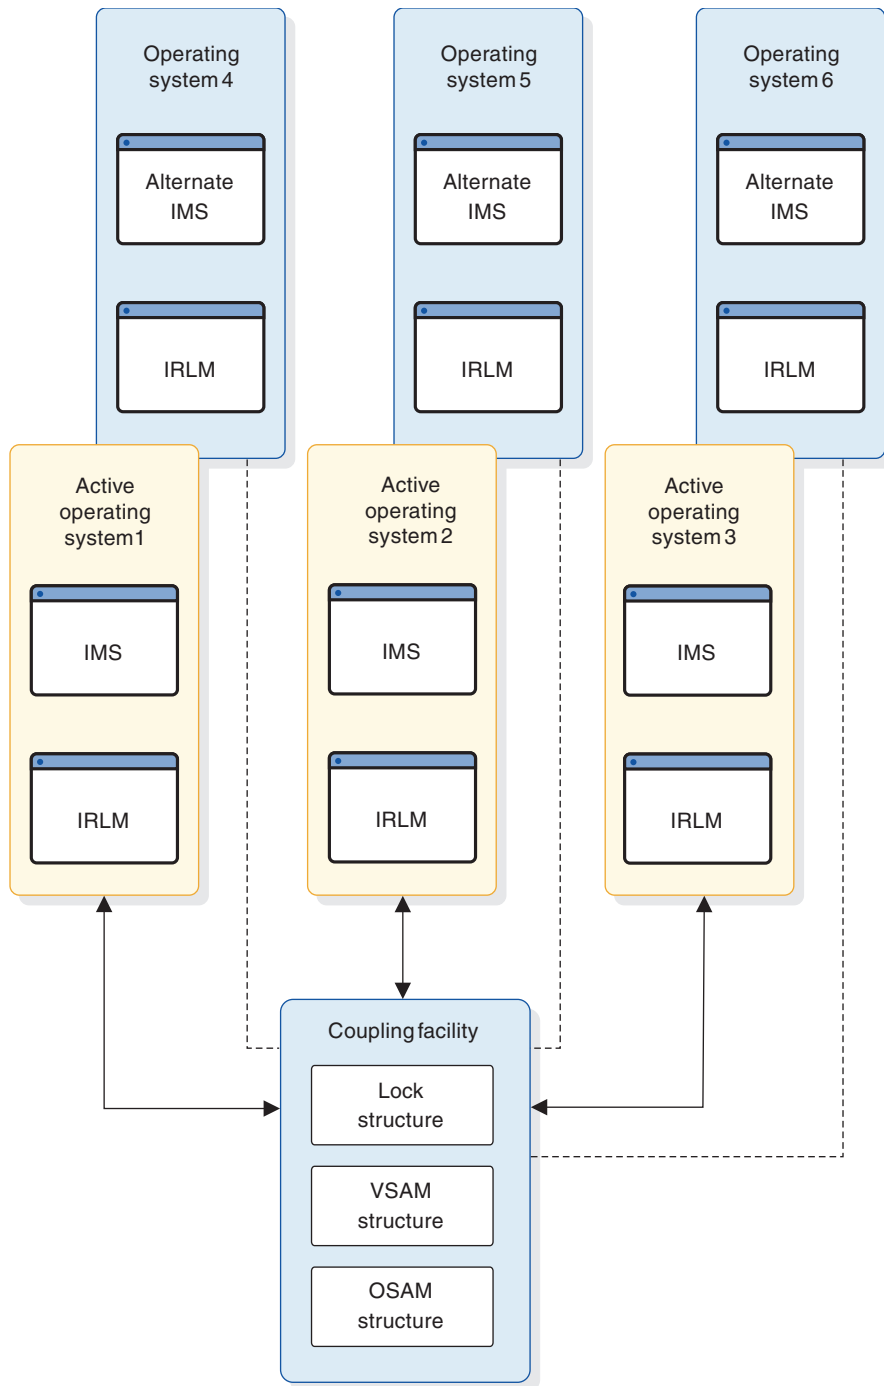 Operating
system 4
Alternate
IMS
IRLM
Operating
system 5
Alternate
IMS
IRLM
Operating
system 6
Alternate
IMS
IRLM
Active
operating
system1
IMS
IRLM
Active
operating
system 2
IMS
IRLM
Active
operating
system 3
IMS
IRLM
Coupling facility
Lock
structure
VSAM
structure
OSAM
structure